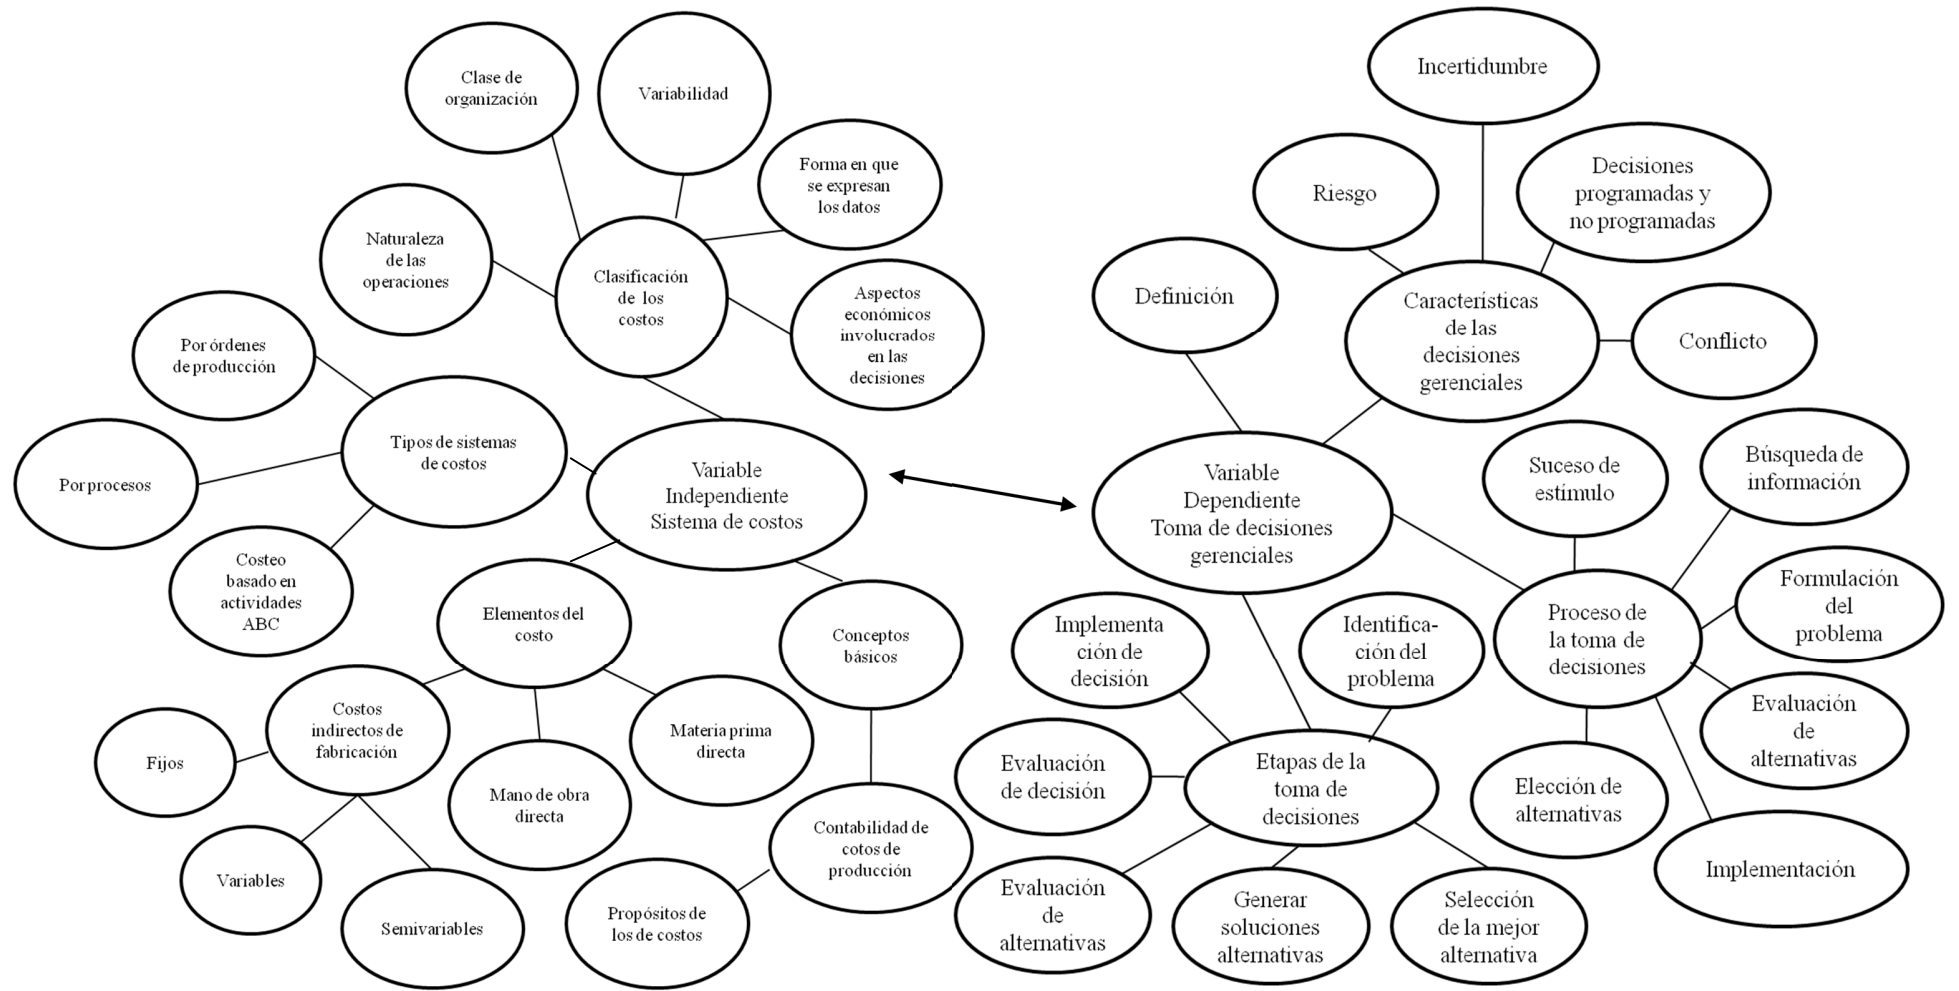 Clase de
organización
Variabilidad
Forma en que
se expresan
los datos
Naturaleza
de las
operaciones
Clasificación
de los
costos
Aspectos
económicos
involucrados
en las
decisiones
Por órdenes
de producción
Tipos de sistemas
de costos
Por procesos
Costeo
basado en
actividades
ABC
Variable
Independiente
Sistema de costos
Elementos del
costo
Conceptos
básicos
Costos
indirectos de
fabricación
Fijos
Variables
Semivariables
Mano de obra
directa
Materia prima
directa
Contabilidad de
cotos de
producción
Propósitos de
los de costos
Incertidumbre
Riesgo
Decisiones
programadas y
no programadas
Definición
Características
de las
decisiones
gerenciales
Conflicto
Variable
Dependiente
Toma de decisiones
gerenciales
Suceso de
estímulo
Búsqueda de
información
Formulación
del
problema
Proceso de
la toma de
decisiones
Evaluación
de
alternativas
Elección de
alternativas
Implementación
Implementa
ción de
decisión
Identifica-
ción del
problema
Evaluación
de decisión
Etapas de la
toma de
decisiones
Evaluación
de
alternativas
Generar
soluciones
alternativas
Selección
de la mejor
alternativa